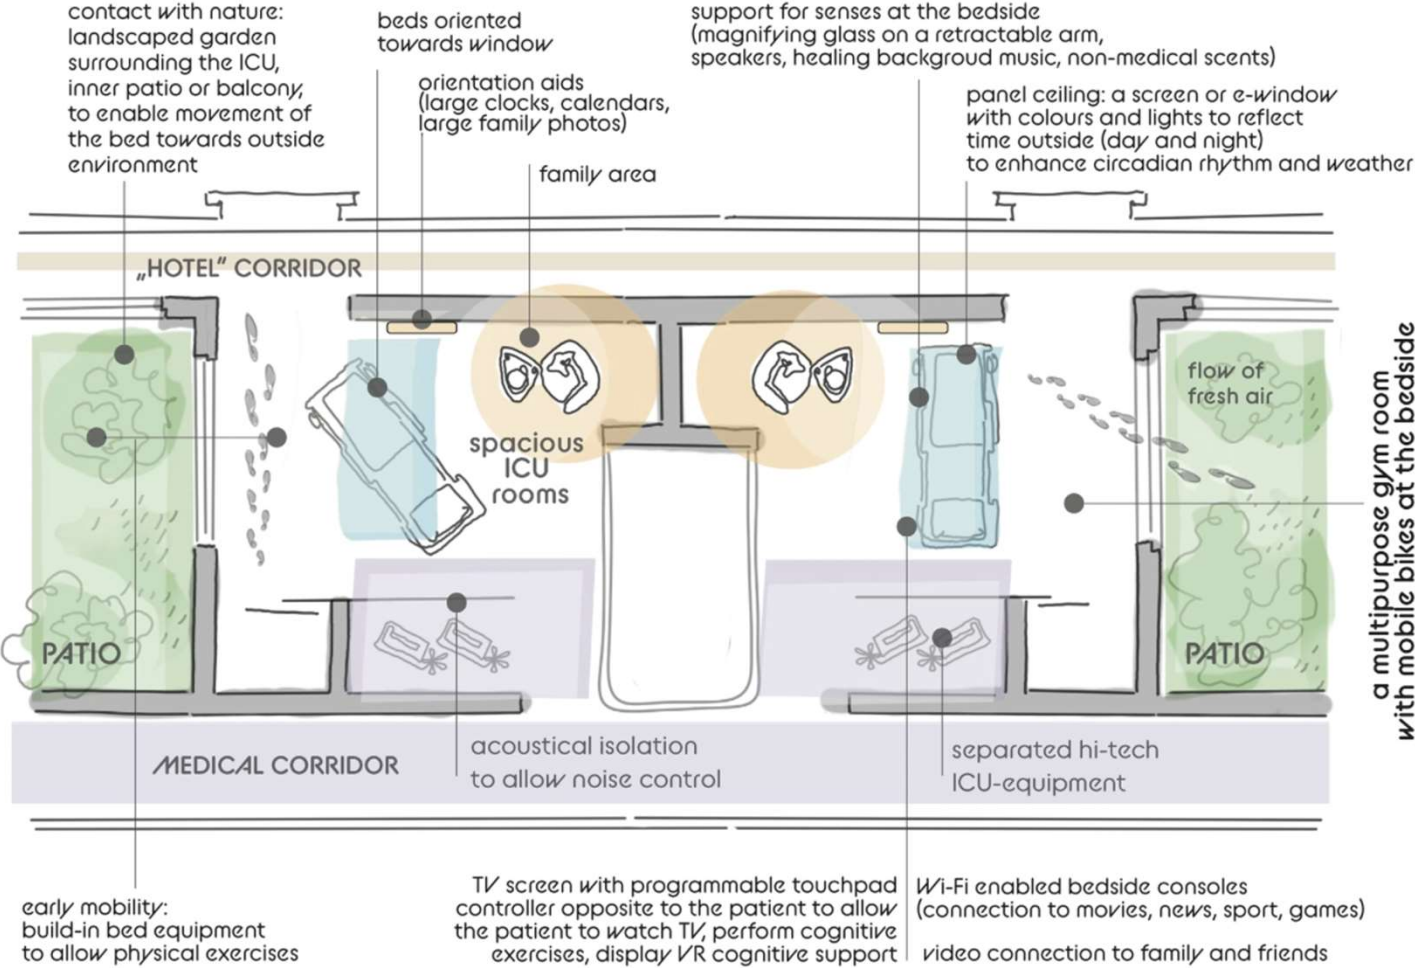 contact with nature:
landscaped garden
surrounding the ICU,
inner patio or balcony,
to enable movement of
the bed towards outside
environment
beds oriented
towards window
orientation aids
(large clocks, calendars,
large family photos)
family area
support for senses at the bedside
(magnifying glass on a retractable arm,
speakers, healing backgroud music, non-medical scents)
panel ceiling: a screen or e-window
with colours and lights to reflect
time outside (day and night)
to enhance circadian rhythm and weather
„HOTEL” CORRIDOR
flow of
fresh air
spacious
ICU
rooms
a multipurpose gym room
with mobile bikes at the bedside
PATIO
PATIO
MEDICAL CORRIDOR
acoustical isolation
to allow noise control
separated hi-tech
ICU-equipment
early mobility:
build-in bed equipment
to allow physical exercises
TV screen with programmable touchpad
controller opposite to the patient to allow
the patient to watch TV, perform cognitive
exercises, display VR cognitive support
Wi-Fi enabled bedside consoles
(connection to movies, news, sport, games)
video connection to family and friends